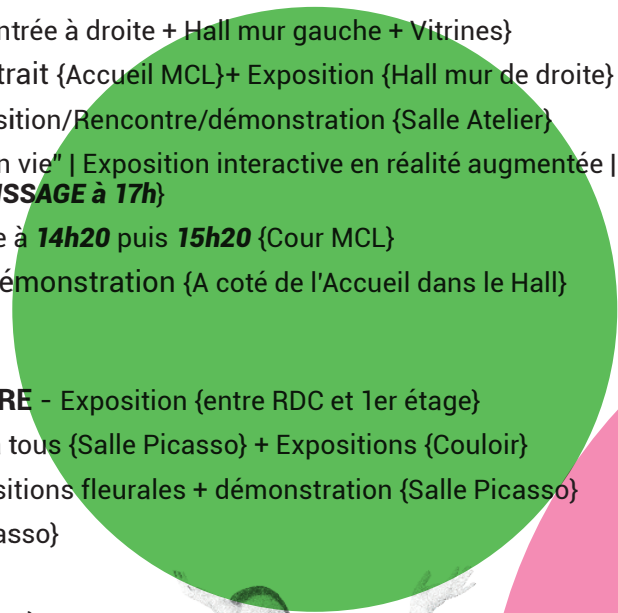 ntrée à droite + Hall mur gauche + Vitrines}
trait {Accueil MCL}+ Exposition {Hall mur de droite}
sition/Rencontre/démonstration {Salle Atelier}
n vie" | Exposition interactive en réalité augmentée |
ISSAGE à 17h}
e à 14h20 puis 15h20 {Cour MCL}
émonstration {A coté de l'Accueil dans le Hall}
RE - Exposition {entre RDC et 1er étage}
tous {Salle Picasso} + Expositions {Couloir}
sitions fleurales + démonstration {Salle Picasso}
asso}